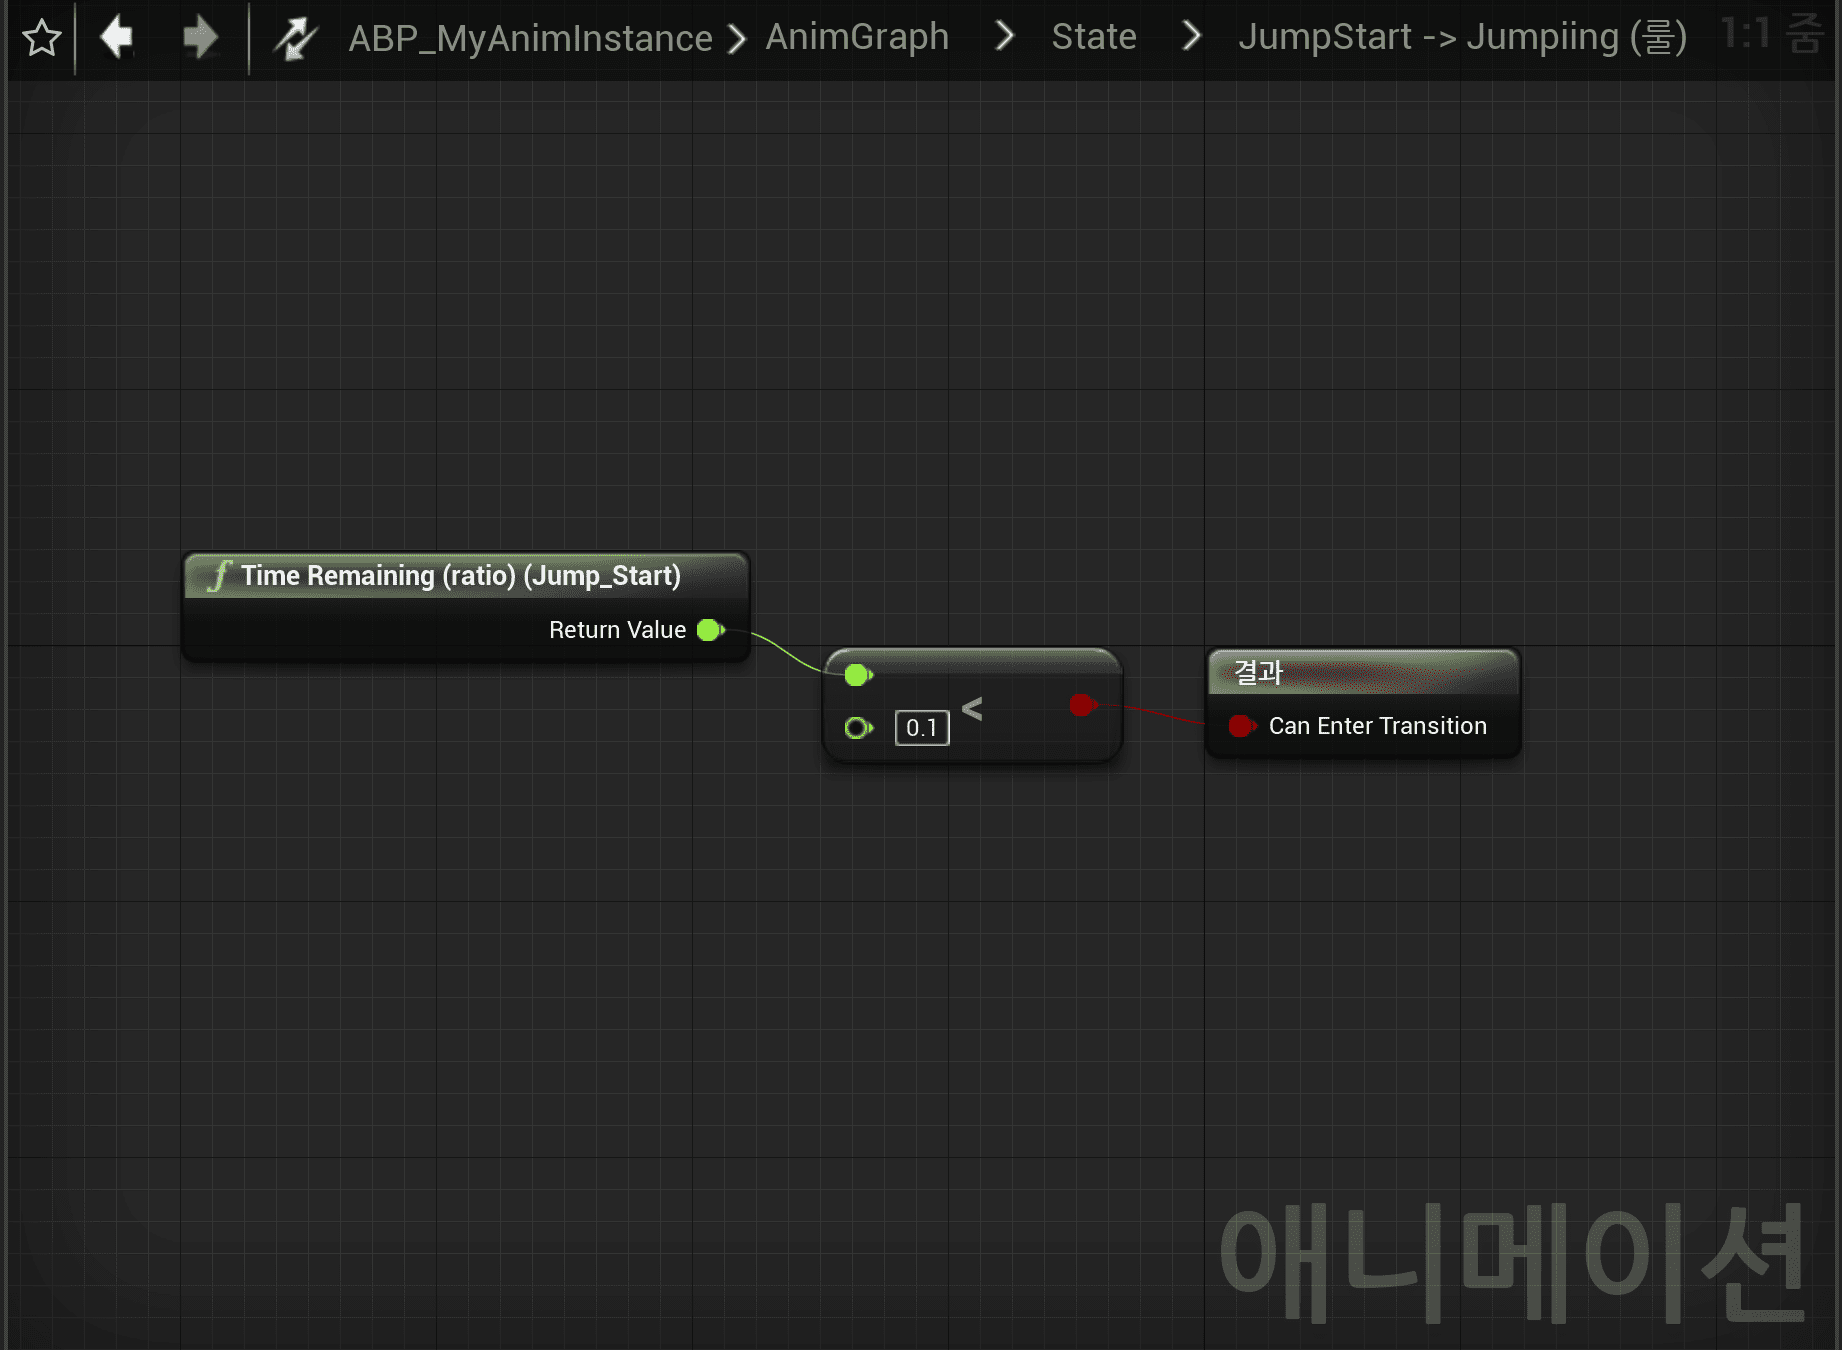 ABP_MyAnimInstance > AnimGraph > State > JumpStart -> Jumpiing (룰) 1:1 줌
f Time Remaining (ratio) (Jump_Start)
Return Value
0.1 <
결과
Can Enter Transition
애니메이션